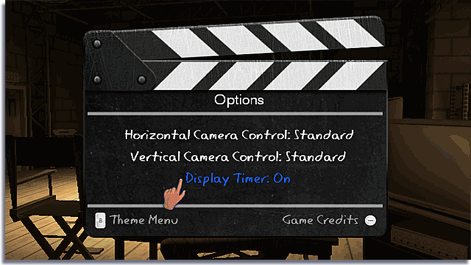 Options
Horizontal Camera Control: Standard
Vertical Camera Control: Standard
Display Timer: On
B Theme Menu
Game Credits